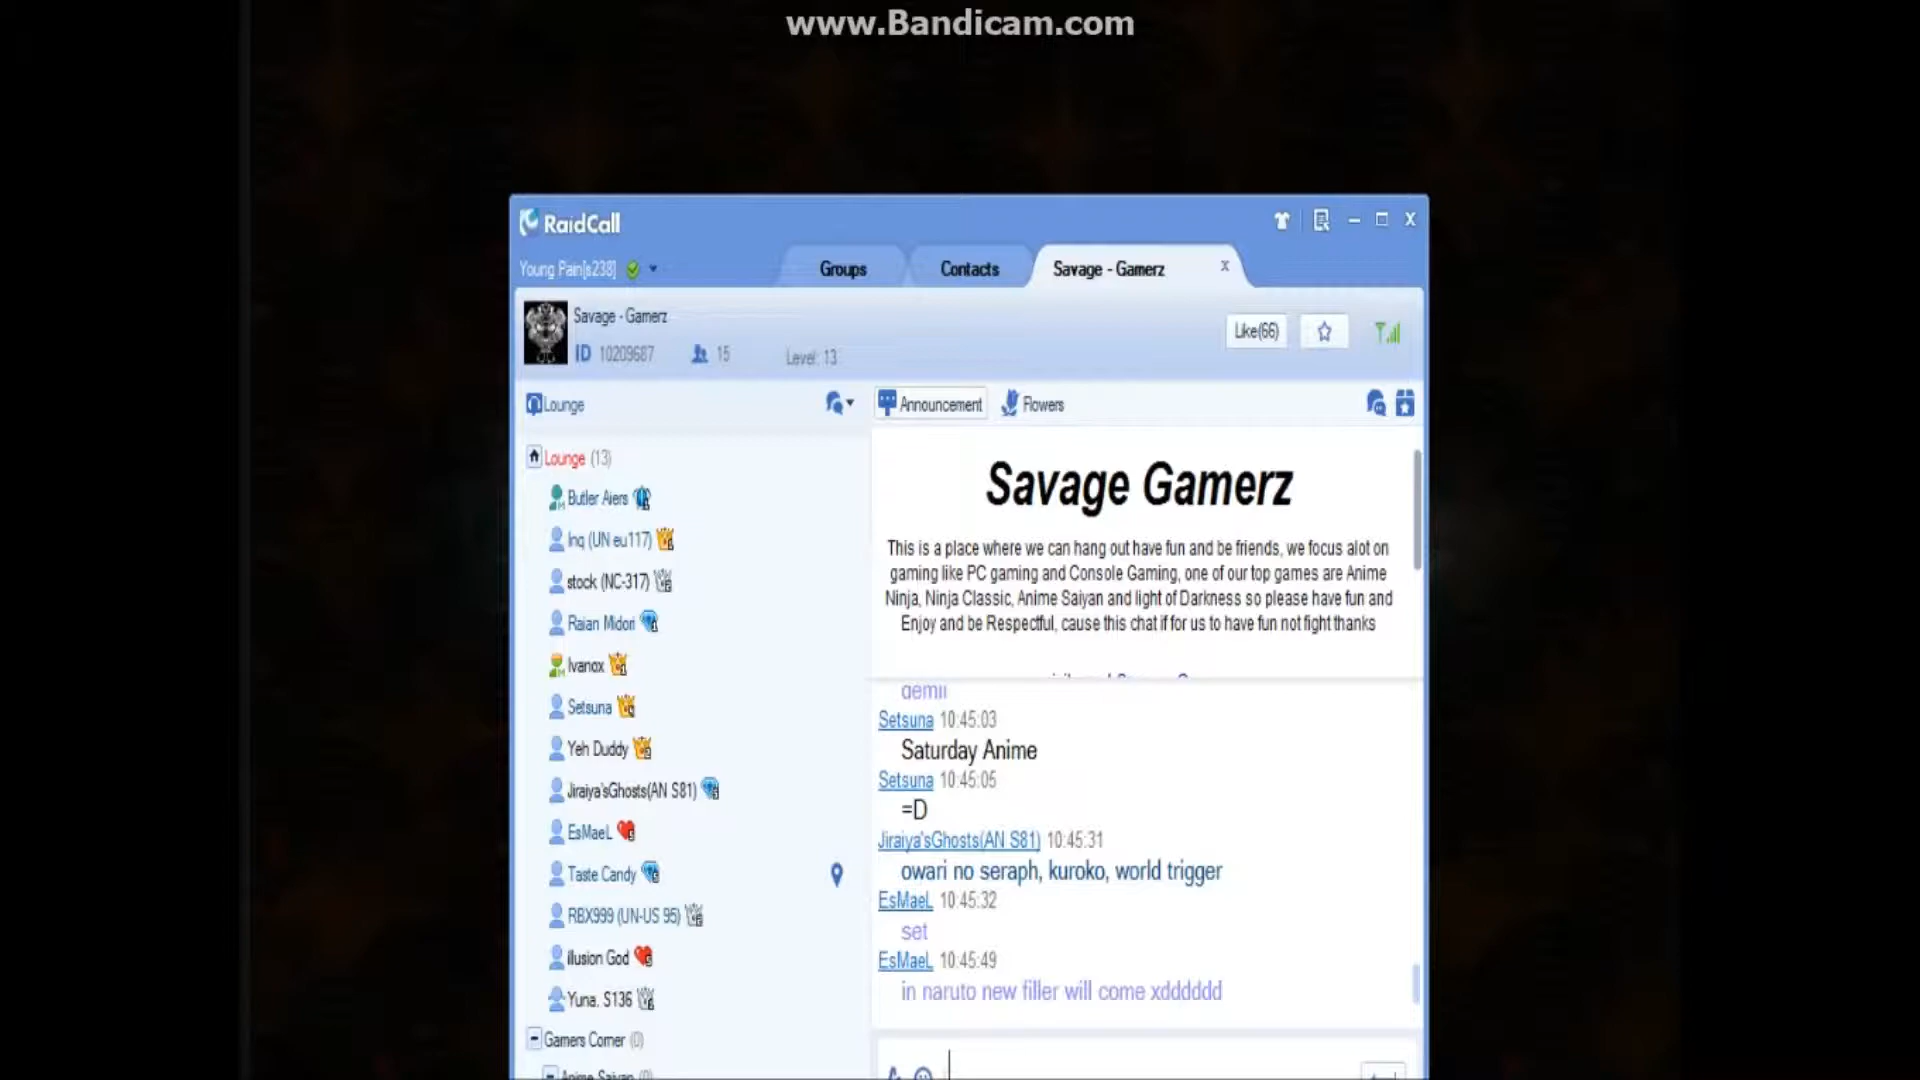 www.Bandicam.com
RaidCall
Young Pain[s238]
Groups
Contacts
Savage - Gamerz
x
Savage - Gamerz
ID 10209687
15
Level: 13
Like(66)
Lounge
Announcement
Flowers
Lounge (13)
Butler Aiers
Inq (UN eu117)
stock (NC-317)
Raian Midori
Ivanox
Setsuna
Yeh Duddy
Jiraiya'sGhosts(AN S81)
EsMaeL
Taste Candy
RBX999 (UN-US 95)
illusion God
Yuna. S136
Gamers Corner (0)
Anime Saiyan (0)
Savage Gamerz
This is a place where we can hang out have fun and be friends, we focus alot on
gaming like PC gaming and Console Gaming, one of our top games are Anime
Ninja, Ninja Classic, Anime Saiyan and light of Darkness so please have fun and
Enjoy and be Respectful, cause this chat if for us to have fun not fight thanks
Setsuna 10:45:03
Saturday Anime
Setsuna 10:45:05
=D
Jiraiya'sGhosts(AN S81) 10:45:31
owari no seraph, kuroko, world trigger
EsMaeL 10:45:32
set
EsMaeL 10:45:49
in naruto new filler will come xdddddd